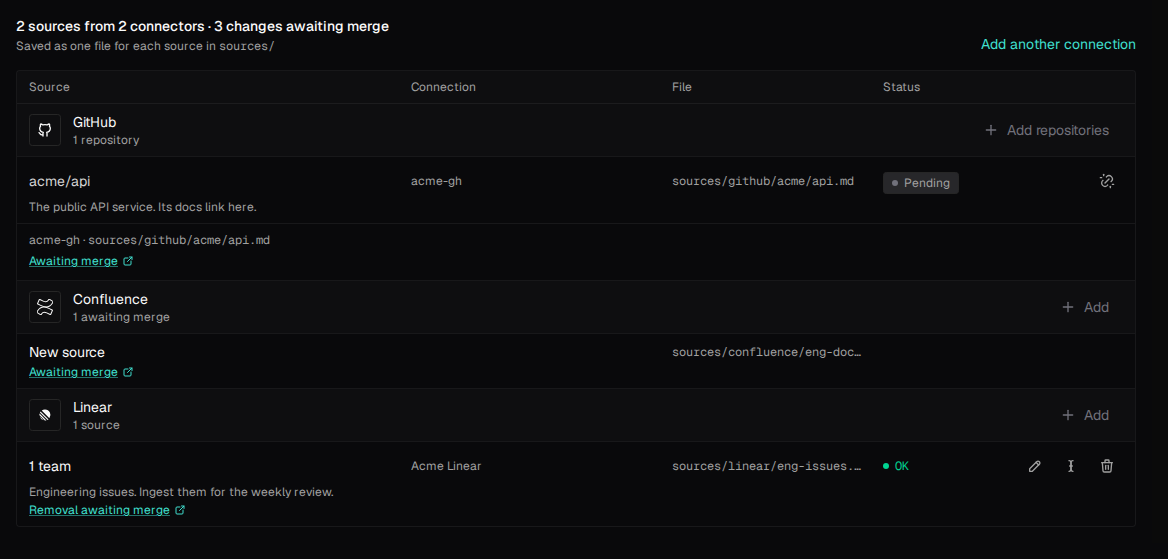 2 sources from 2 connectors · 3 changes awaiting merge
Saved as one file for each source in sources/
Add another connection
Source Connection File Status
GitHub
1 repository
Add repositories
acme/api acme-gh sources/github/acme/api.md Pending
The public API service. Its docs link here.
acme-gh · sources/github/acme/api.md
Awaiting merge
Confluence
1 awaiting merge
Add
New source sources/confluence/eng-doc…
Awaiting merge
Linear
1 source
Add
1 team Acme Linear sources/linear/eng-issues.… OK
Engineering issues. Ingest them for the weekly review.
Removal awaiting merge